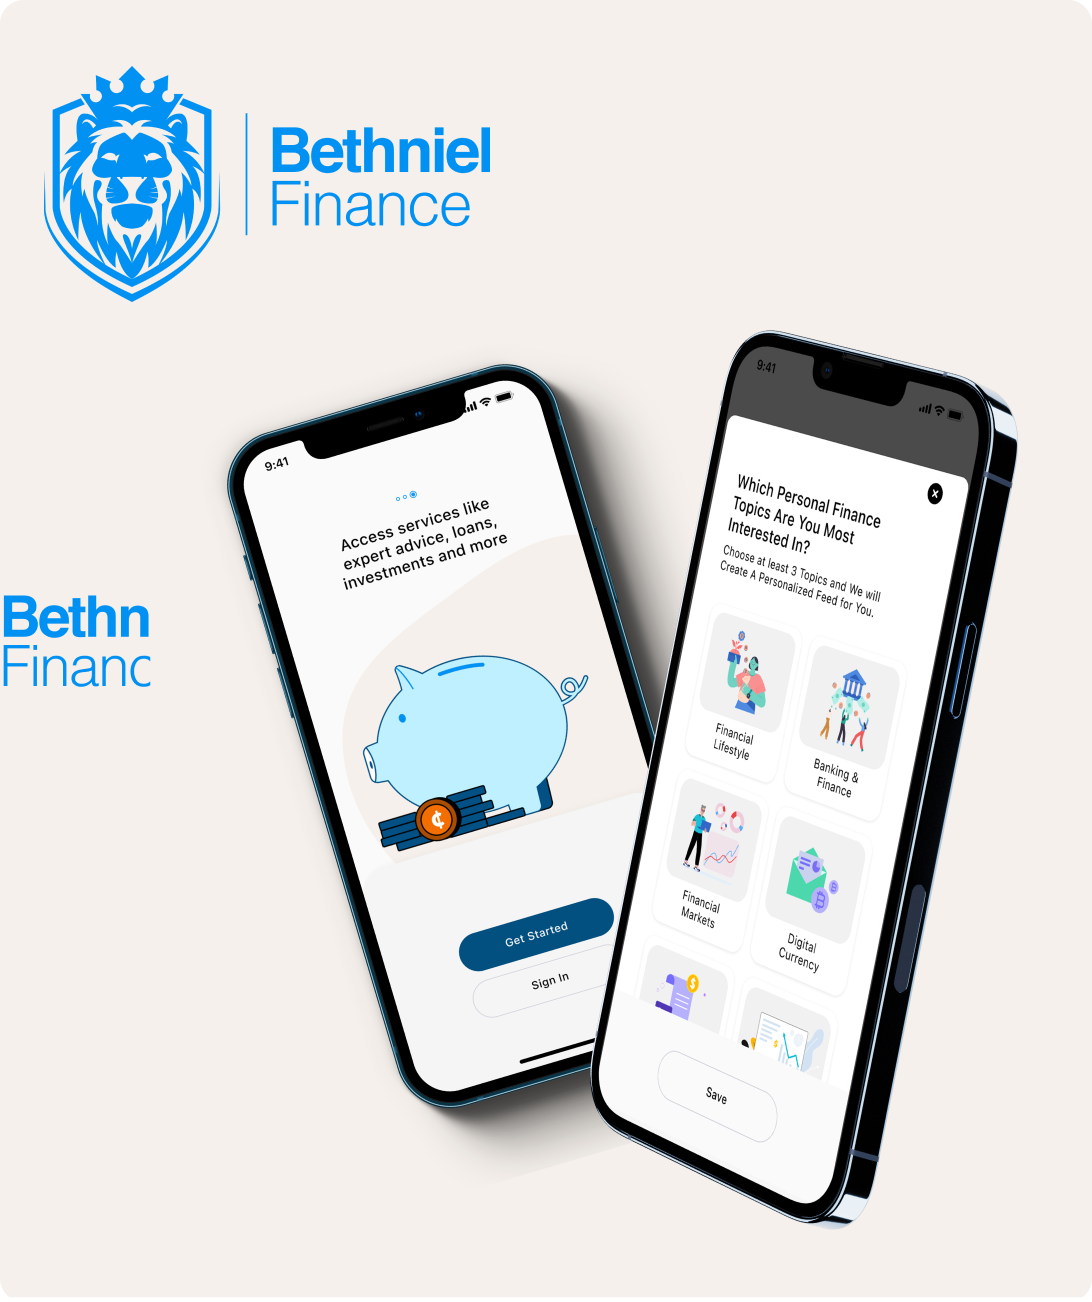 Bethniel
Finance
9:41
Access services like
expert advice, loans,
investments and more
Get Started
Sign In
Bethn
Financ
9:41
Which Personal Finance
Topics Are You Most
Interested In?
Choose at least 3 Topics and We will
Create A Personalized Feed for You.
Financial
Lifestyle
Banking &
Finance
Financial
Markets
Digital
Currency
Save